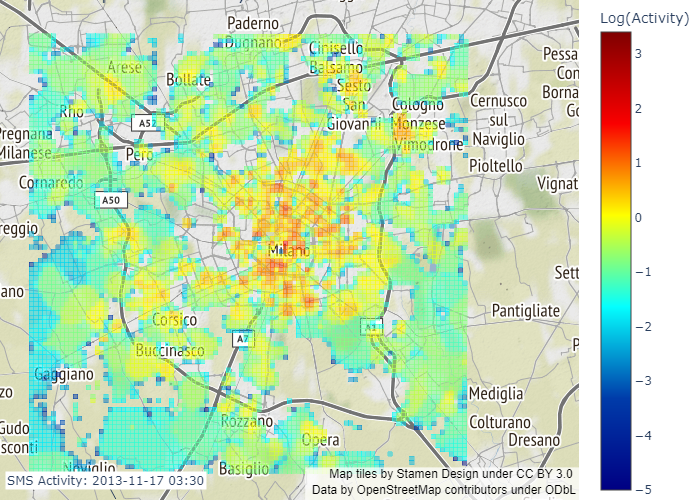 Paderno
Dugnano
Cinisello
Balsamo
Sesto
San
Giovanni
Arese
Bollate
Rho
A52
Pero
Pregnana
Milanese
Cornaredo
A50
reggio
Cologno
Monzese
Vimodrone
Cernusco
sul
Naviglio
Pioltello
Pessa
Con
Borna
Go
Vignat
Milano
ano
Sett
Pantigliate
P
Corsico
A7
A1
Buccinasco
Gaggiano
zo
Gudo
sconti
Rozzano
Opera
Basiglio
Noviglio
Mediglia
Colturano
Dresano
SMS Activity: 2013-11-17 03:30
Map tiles by Stamen Design under CC BY 3.0
Data by OpenStreetMap contributors under ODbL
Log(Activity)
3
2
1
0
−1
−2
−3
−4
−5